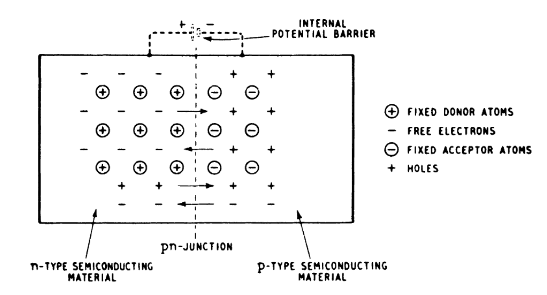 INTERNAL
POTENTIAL BARRIER
+ -
- - - + +
+ + + - -
- - - + +
+ + + - -
- - - + +
+ + + - -
+ + + +
- - - -
+ FIXED DONOR ATOMS
- FREE ELECTRONS
- FIXED ACCEPTOR ATOMS
+ HOLES
pn-JUNCTION
n-TYPE SEMICONDUCTING
MATERIAL
p-TYPE SEMICONDUCTING
MATERIAL